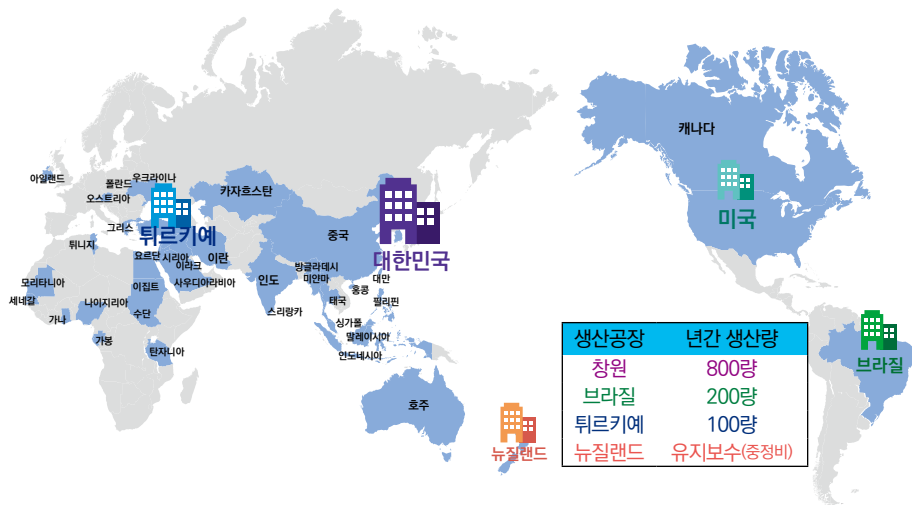 캐나다
아일랜드
폴란드
우크라이나
오스트리아
카자흐스탄
미국
그리스
튀르키예
튀니지
중국
대한민국
요르단
시리아
이라크
이란
방글라데시
대만
모리타니아
이집트
사우디아라비아
인도
미얀마
홍콩
세네갈
나이지리아
태국
필리핀
가나
수단
스리랑카
싱가폴
가봉
탄자니아
말레이시아
인도네시아
브라질
호주
뉴질랜드
생산공장 년간 생산량
창원 800량
브라질 200량
튀르키예 100량
뉴질랜드 유지보수(중정비)